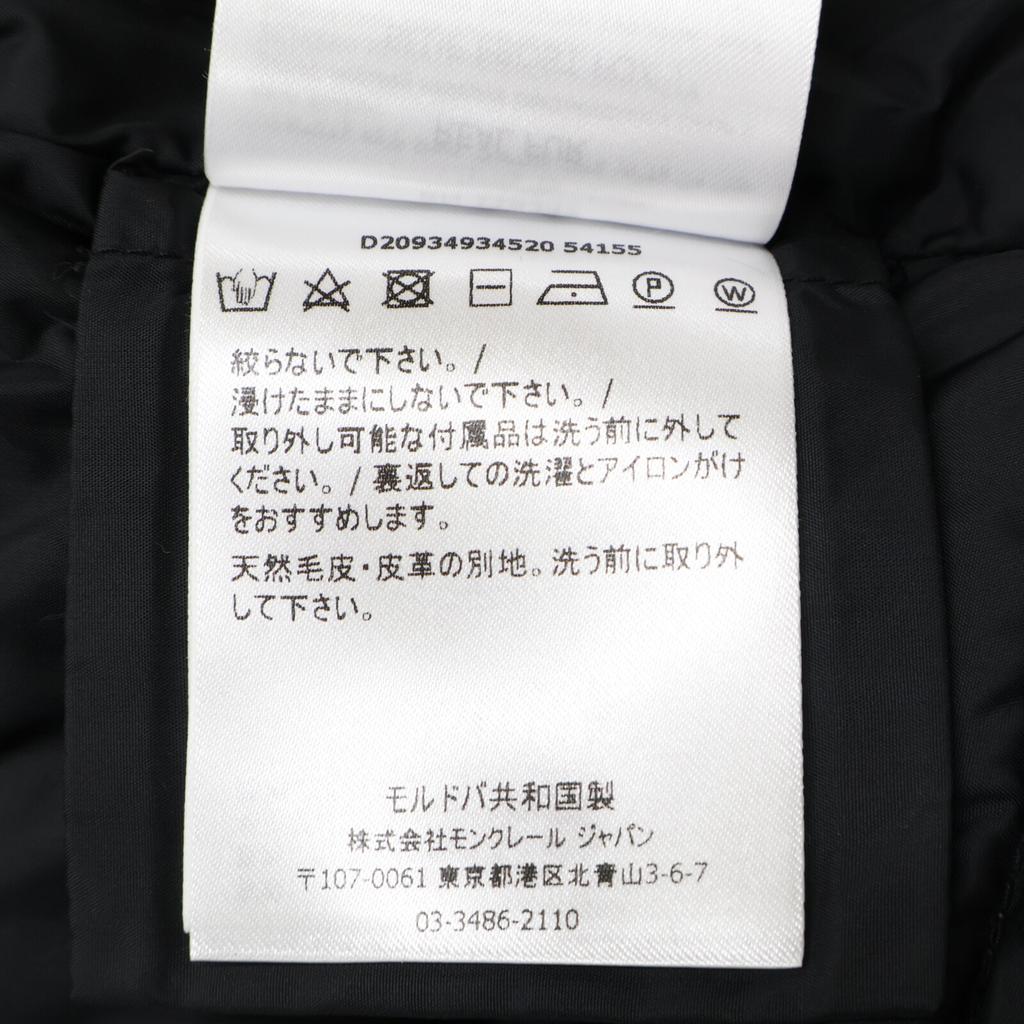 REAL FUR
D20934934520 54155
P
W
絞らないで下さい。/
浸けたままにしないで下さい。/
取り外し可能な付属品は洗う前に外して
ください。/ 裏返しての洗濯とアイロンがけ
をおすすめします。
天然毛皮・皮革の別地。洗う前に取り外
して下さい。
モルドバ共和国製
株式会社モンクレール ジャパン
〒107-0061 東京都港区北青山3-6-7
03-3486-2110